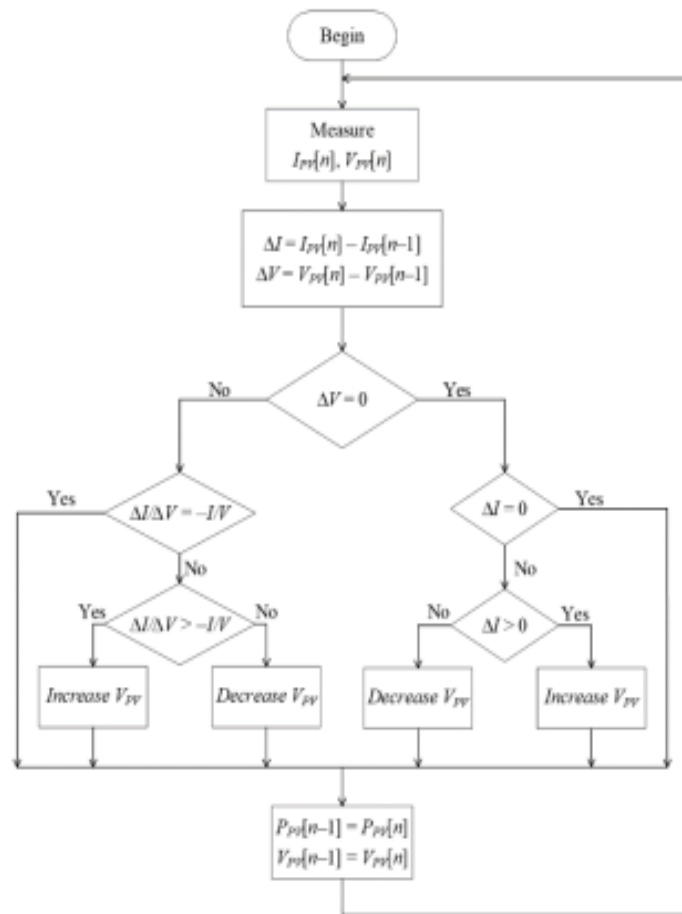 Begin
Measure
I_PV[n], V_PV[n]
ΔI = I_PV[n] – I_PV[n–1]
ΔV = V_PV[n] – V_PV[n–1]
No
ΔV = 0
Yes
Yes
ΔI/ΔV = –I/V
ΔI = 0
Yes
No
No
Yes
ΔI/ΔV > –I/V
No
No
ΔI > 0
Yes
Increase V_PV
Decrease V_PV
Decrease V_PV
Increase V_PV
P_PV[n–1] = P_PV[n]
V_PV[n–1] = V_PV[n]